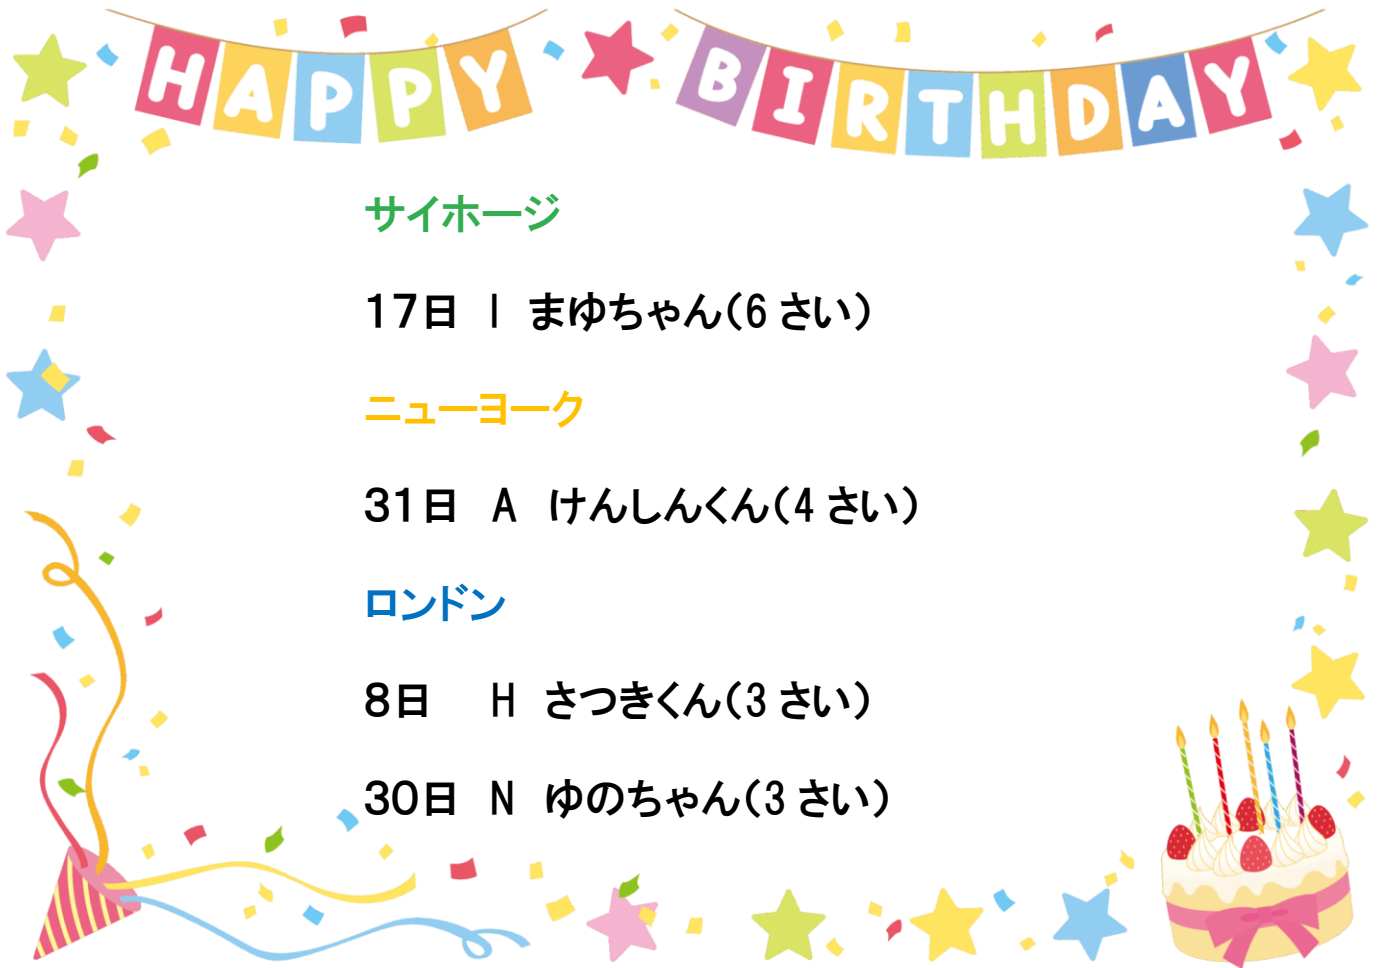 HAPPY BIRTHDAY
サイホージ
17日 I まゆちゃん(6さい)
ニューヨーク
31日 A けんしんくん(4さい)
ロンドン
8日 H さつきくん(3さい)
30日 N ゆのちゃん(3さい)